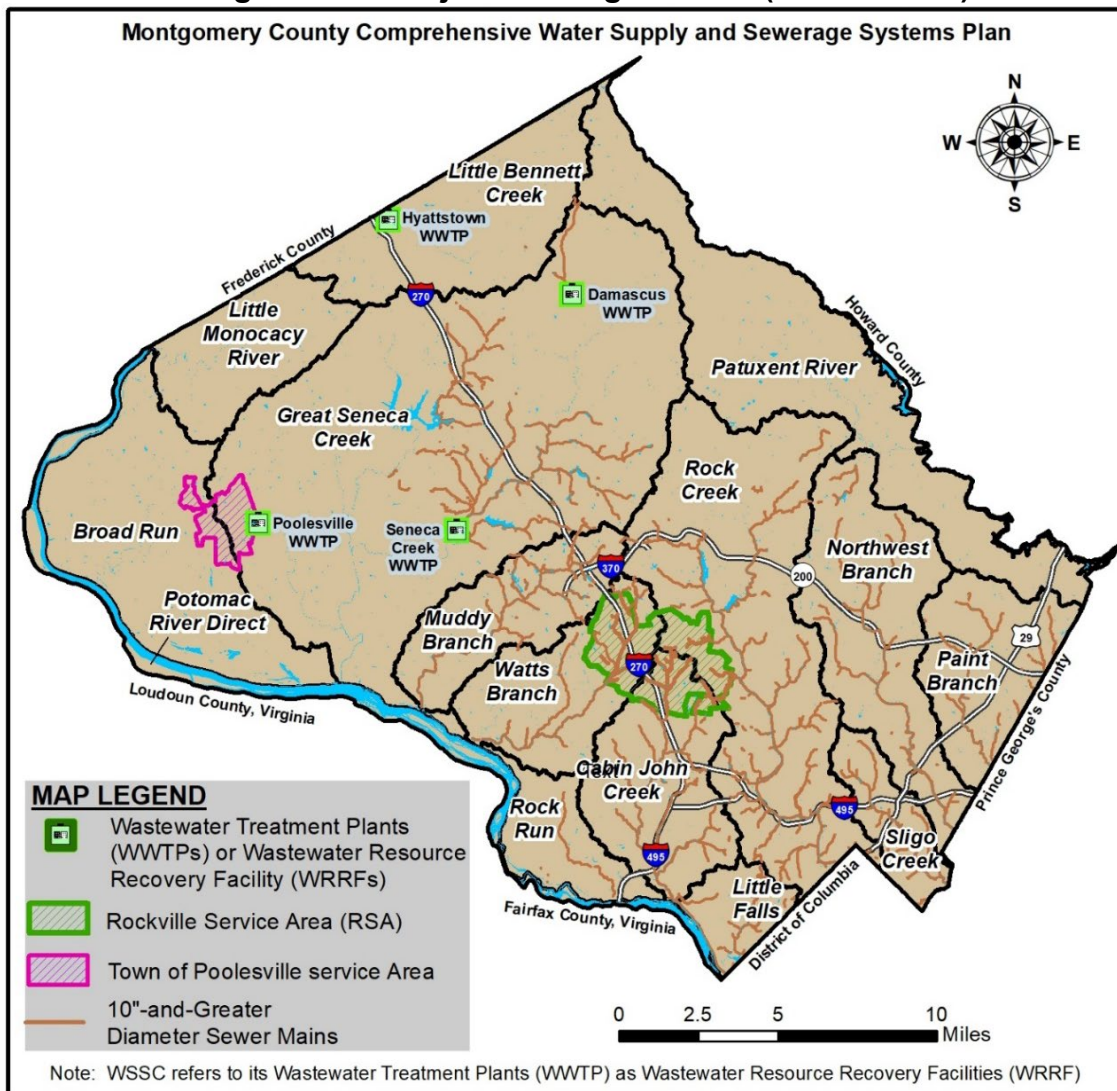 Montgomery County Comprehensive Water Supply and Sewerage Systems Plan
N
W
E
S
Little Bennett
Creek
Hyattstown
WWTP
Frederick County
270
Damascus
WWTP
Howard County
Little
Monocacy
River
Patuxent River
Great Seneca
Creek
Rock
Creek
Broad Run
Poolesville
WWTP
Seneca
Creek
WWTP
Northwest
Branch
370
200
Potomac
River Direct
Muddy
Branch
29
Watts
Branch
270
Paint
Branch
Loudoun County, Virginia
Prince George's County
Text
Cabin John
Creek
Rock
Run
495
Sligo
Creek
495
Little
Falls
District of Columbia
Fairfax County, Virginia
MAP LEGEND
Wastewater Treatment Plants
(WWTPs) or Wastewater Resource
Recovery Facility (WRRFs)
Rockville Service Area (RSA)
Town of Poolesville service Area
10"-and-Greater
Diameter Sewer Mains
0 2.5 5 10
Miles
Note: WSSC refers to its Wastewater Treatment Plants (WWTP) as Wastewater Resource Recovery Facilities (WRRF)